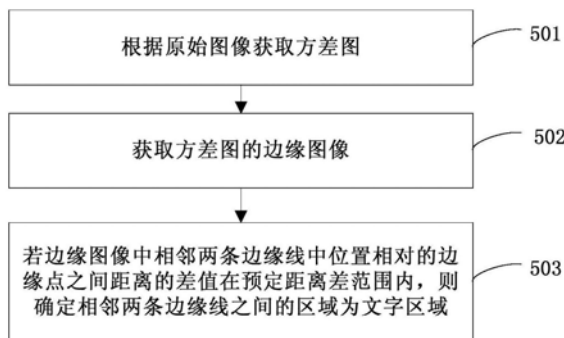 根据原始图像获取方差图
501
获取方差图的边缘图像
502
若边缘图像中相邻两条边缘线中位置相对的边
缘点之间距离的差值在预定距离差范围内，则
确定相邻两条边缘线之间的区域为文字区域
503